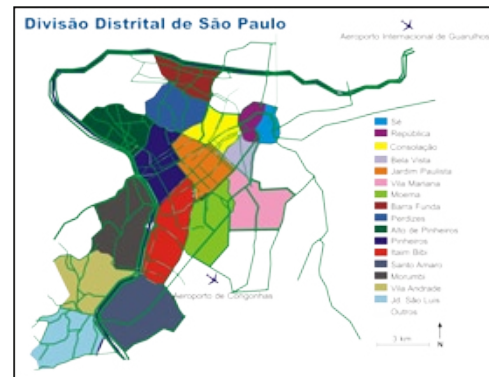 Divisão Distrital de São Paulo
Aeroporto Internacional de Guarulhos
Sé
Republica
Consolação
Bela Vista
Jardim Paulista
Vila Mariana
Moema
Barra Funda
Perdizes
Alto de Pinheiros
Pinheiros
Itaim Bibi
Santo Amaro
Morumbi
Vila Andrade
Jd. São Luis
Outros
Aeroporto de Congonhas
3 km
N